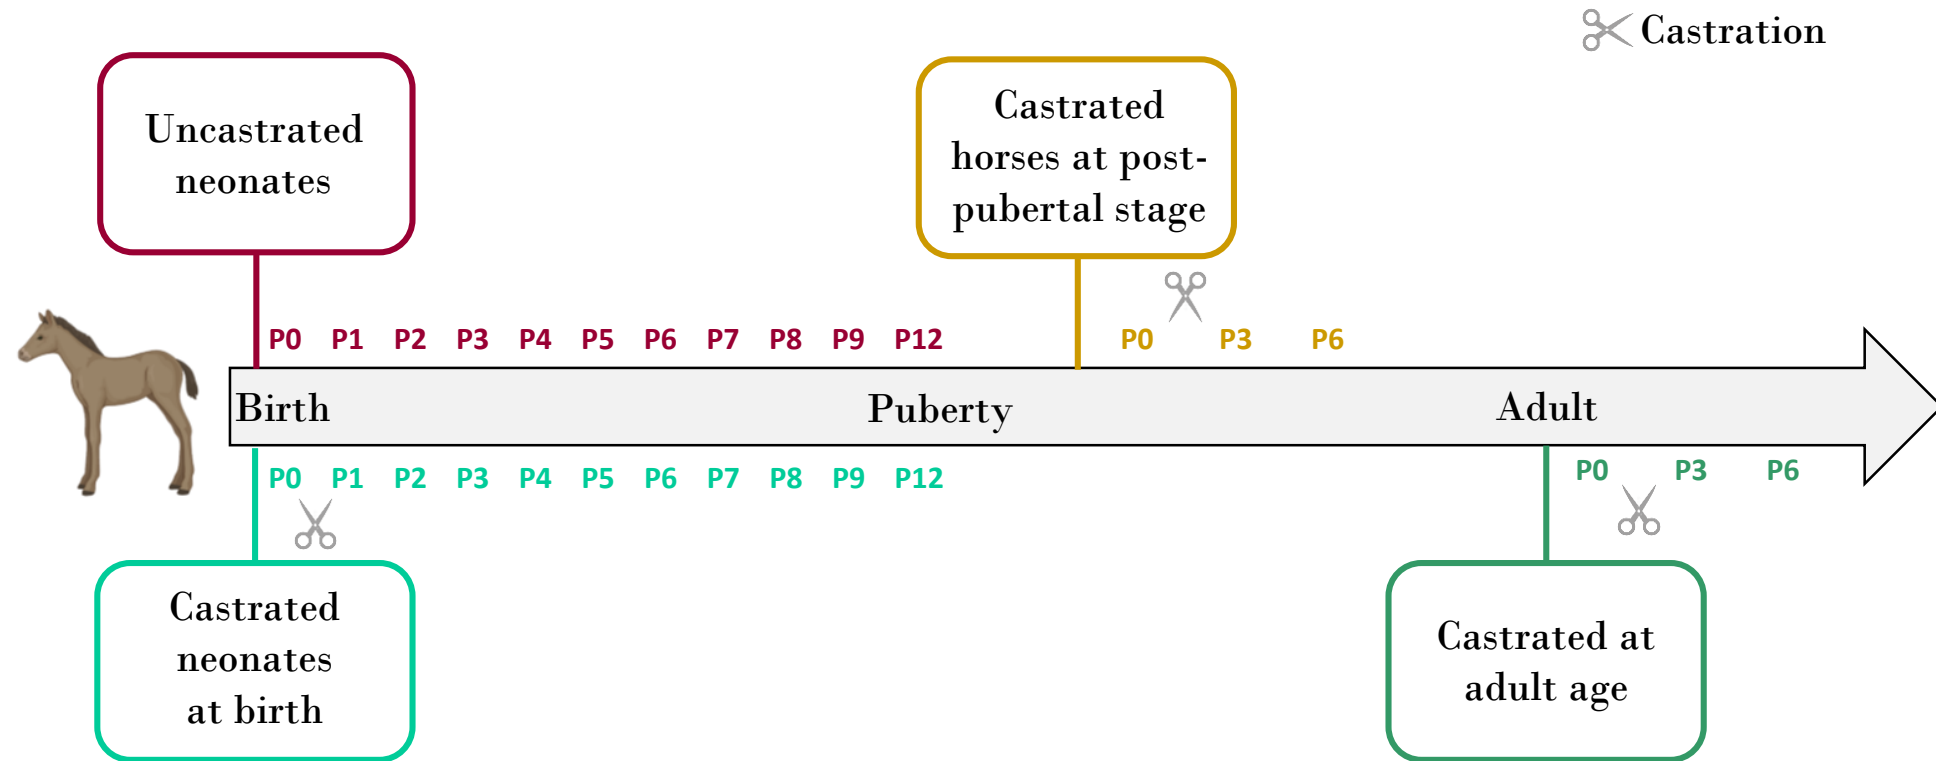 Castration
Uncastrated
neonates
Castrated
horses at post-
pubertal stage
P0 P1 P2 P3 P4 P5 P6 P7 P8 P9 P12
P0 P3 P6
Birth
Puberty
Adult
P0 P1 P2 P3 P4 P5 P6 P7 P8 P9 P12
P0 P3 P6
Castrated
neonates
at birth
Castrated at
adult age